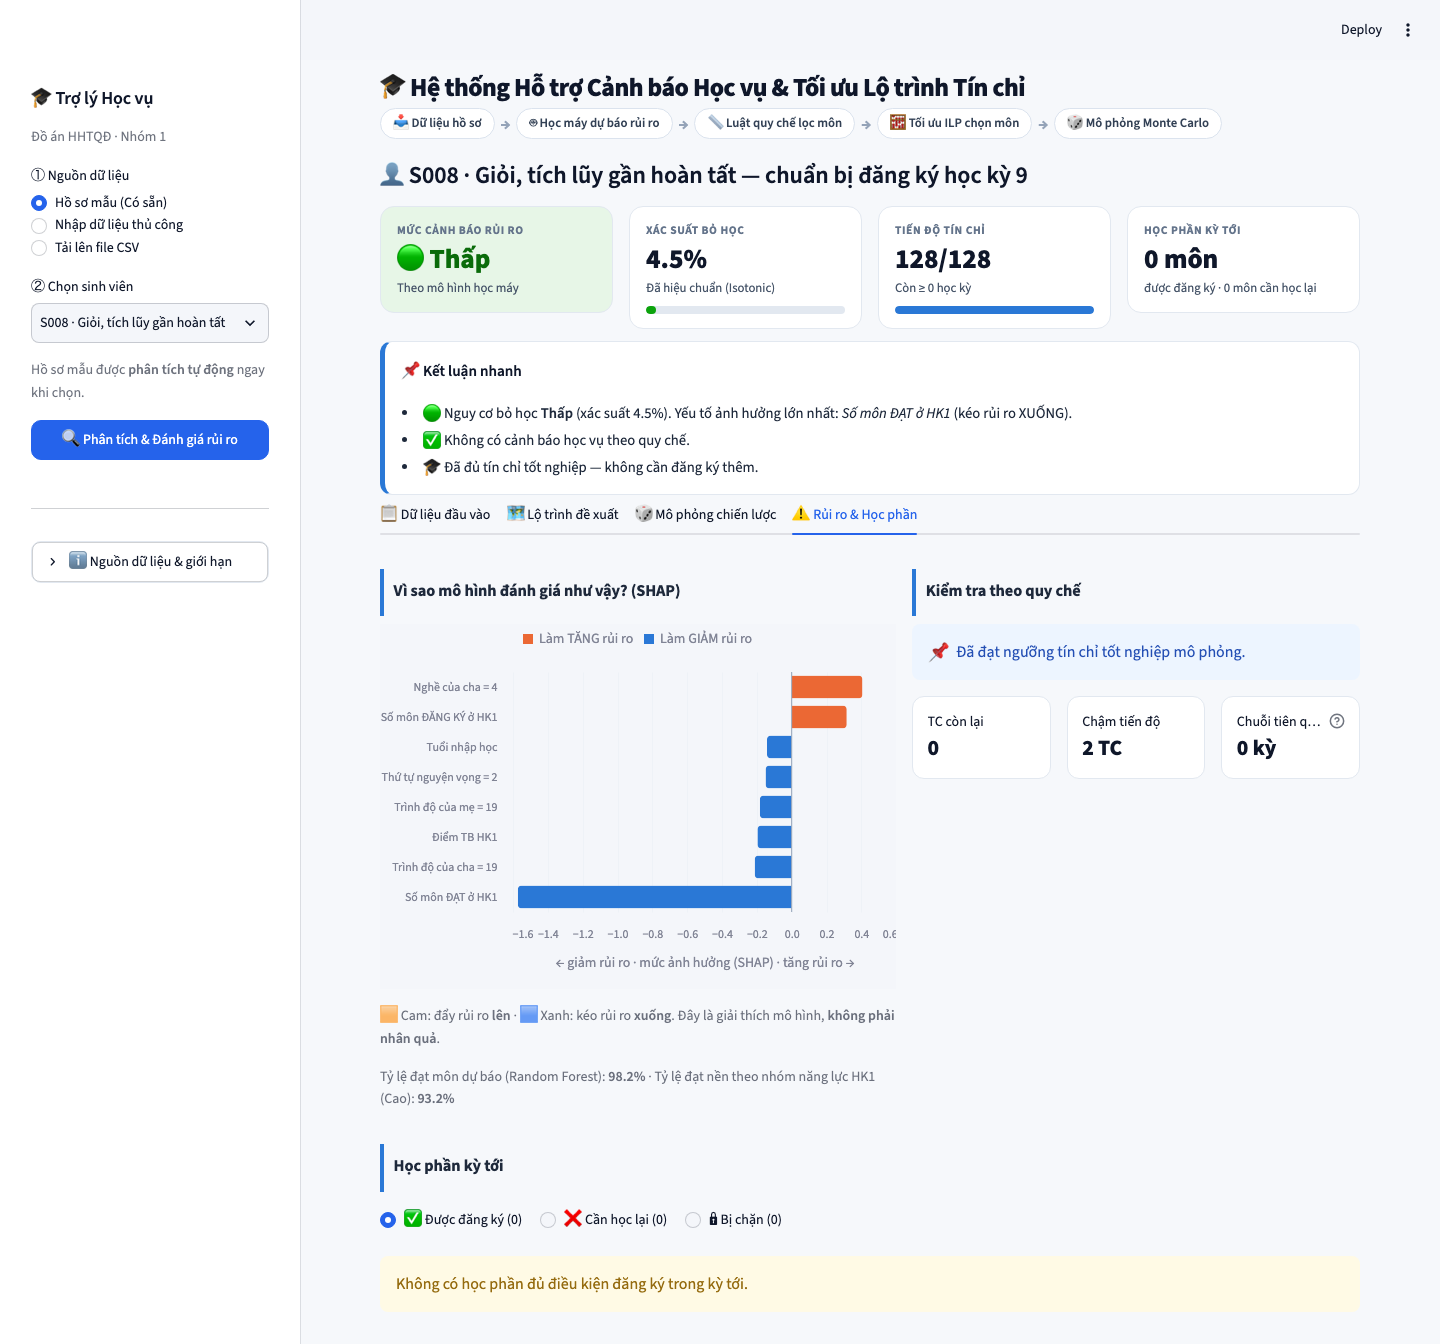 Deploy
🎓 Trợ lý Học vụ
Đồ án HHTQĐ · Nhóm 1
① Nguồn dữ liệu
Hồ sơ mẫu (Có sẵn)
Nhập dữ liệu thủ công
Tải lên file CSV
② Chọn sinh viên
S008 · Giỏi, tích lũy gần hoàn tất
Hồ sơ mẫu được phân tích tự động ngay
khi chọn.
🔍 Phân tích & Đánh giá rủi ro
ℹ️ Nguồn dữ liệu & giới hạn
🎓 Hệ thống Hỗ trợ Cảnh báo Học vụ & Tối ưu Lộ trình Tín chỉ
📥 Dữ liệu hồ sơ → Học máy dự báo rủi ro → 📏 Luật quy chế lọc môn → 🧮 Tối ưu ILP chọn môn → 🎲 Mô phỏng Monte Carlo
👤 S008 · Giỏi, tích lũy gần hoàn tất — chuẩn bị đăng ký học kỳ 9
MỨC CẢNH BÁO RỦI RO
🟢 Thấp
Theo mô hình học máy
XÁC SUẤT BỎ HỌC
4.5%
Đã hiệu chuẩn (Isotonic)
TIẾN ĐỘ TÍN CHỈ
128/128
Còn ≥ 0 học kỳ
HỌC PHẦN KỲ TỚI
0 môn
được đăng ký · 0 môn cần học lại
📌 Kết luận nhanh
• 🟢 Nguy cơ bỏ học Thấp (xác suất 4.5%). Yếu tố ảnh hưởng lớn nhất: Số môn ĐẠT ở HK1 (kéo rủi ro XUỐNG).
• ✅ Không có cảnh báo học vụ theo quy chế.
• 🎓 Đã đủ tín chỉ tốt nghiệp — không cần đăng ký thêm.
📋 Dữ liệu đầu vào 🗺️ Lộ trình đề xuất 🎲 Mô phỏng chiến lược ⚠️ Rủi ro & Học phần
Vì sao mô hình đánh giá như vậy? (SHAP)
Làm TĂNG rủi ro Làm GIẢM rủi ro
Nghề của cha = 4
Số môn ĐĂNG KÝ ở HK1
Tuổi nhập học
Thứ tự nguyện vọng = 2
Trình độ của mẹ = 19
Điểm TB HK1
Trình độ của cha = 19
Số môn ĐẠT ở HK1
−1.6 −1.4 −1.2 −1.0 −0.8 −0.6 −0.4 −0.2 0.0 0.2 0.4 0.6
← giảm rủi ro · mức ảnh hưởng (SHAP) · tăng rủi ro →
🟧 Cam: đẩy rủi ro lên · 🟦 Xanh: kéo rủi ro xuống. Đây là giải thích mô hình, không phải
nhân quả.
Tỷ lệ đạt môn dự báo (Random Forest): 98.2% · Tỷ lệ đạt nền theo nhóm năng lực HK1
(Cao): 93.2%
Kiểm tra theo quy chế
📌 Đã đạt ngưỡng tín chỉ tốt nghiệp mô phỏng.
TC còn lại
0
Chậm tiến độ
2 TC
Chuỗi tiên q…
0 kỳ
Học phần kỳ tới
✅ Được đăng ký (0) ❌ Cần học lại (0) 🔒 Bị chặn (0)
Không có học phần đủ điều kiện đăng ký trong kỳ tới.